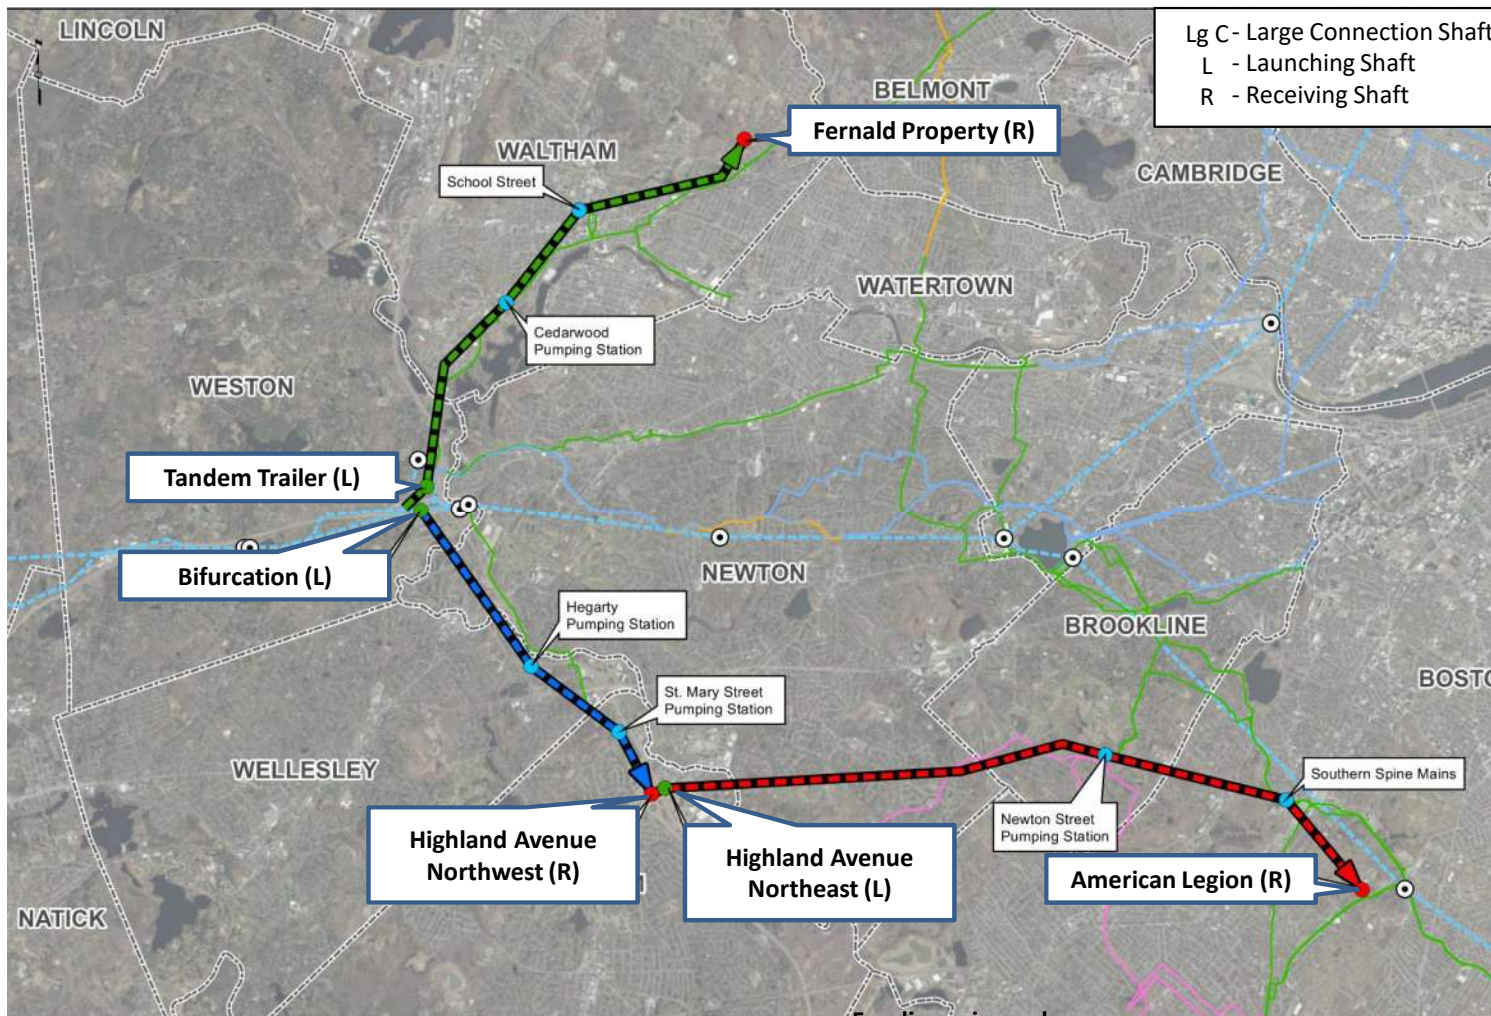 LINCOLN
Lg C - Large Connection Shaft
L - Launching Shaft
R - Receiving Shaft
BELMONT
Fernald Property (R)
WALTHAM
CAMBRIDGE
School Street
WATERTOWN
Cedarwood
Pumping Station
WESTON
Tandem Trailer (L)
Bifurcation (L)
NEWTON
Hegarty
Pumping Station
BROOKLINE
St. Mary Street
Pumping Station
BOSTO
WELLESLEY
Southern Spine Mains
Newton Street
Pumping Station
Highland Avenue
Northwest (R)
Highland Avenue
Northeast (L)
American Legion (R)
NATICK